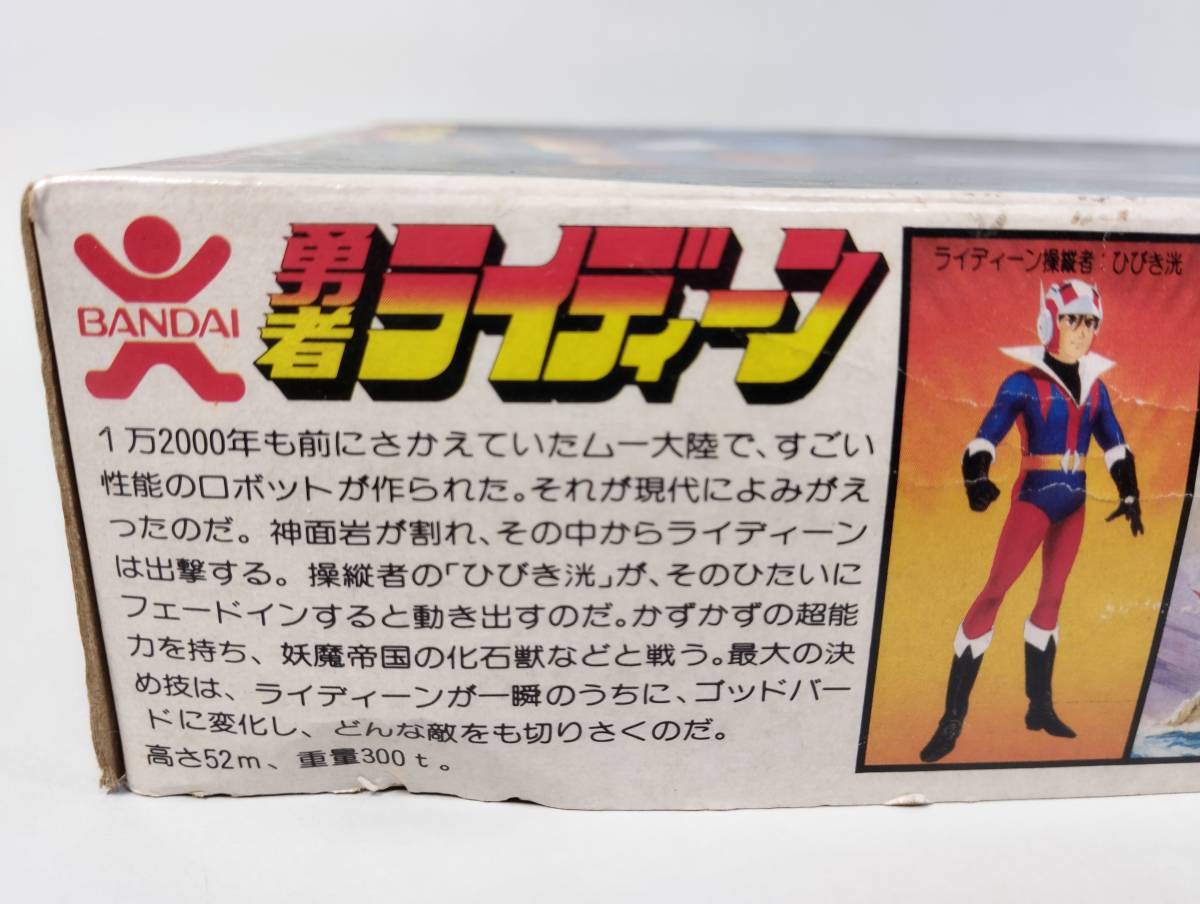 BANDAI
勇者ライディーン
1万2000年も前にさかえていたムー大陸で、すごい
性能のロボットが作られた。それが現代によみがえ
ったのだ。神面岩が割れ、その中からライディーン
は出撃する。操縦者の「ひびき洸」が、そのひたいに
フェードインすると動き出すのだ。かずかずの超能
力を持ち、妖魔帝国の化石獣などと戦う。最大の決
め技は、ライディーンが一瞬のうちに、ゴッドバー
ドに変化し、どんな敵をも切りさくのだ。
高さ52m、重量300t。
ライディーン操縦者:ひびき洸